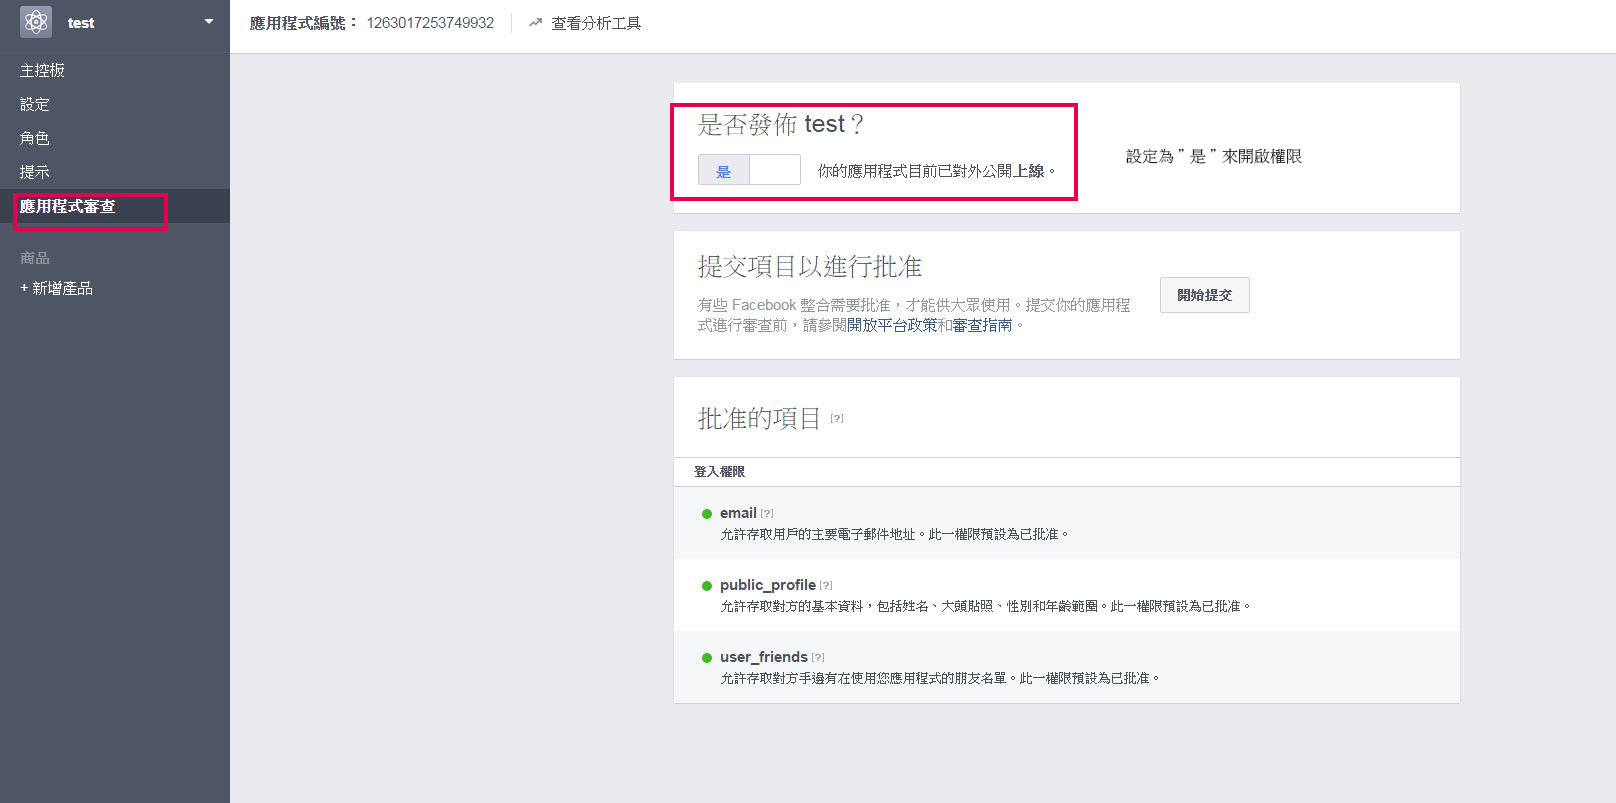 test
應用程式編號： 1263017253749932 查看分析工具
主控板
設定
角色
提示
應用程式審查
商品
+ 新增產品
是否發佈 test？
是 你的應用程式目前已對外公開上線。
設定為 " 是 " 來開啟權限
提交項目以進行批准
有些 Facebook 整合需要批准，才能供大眾使用。提交你的應用程
式進行審查前，請參閱開放平台政策和審查指南。
開始提交
批准的項目 [?]
登入權限
email [?]
允許存取用戶的主要電子郵件地址。此一權限預設為已批准。
public_profile [?]
允許存取對方的基本資料，包括姓名、大頭貼照、性別和年齡範圍。此一權限預設為已批准。
user_friends [?]
允許存取對方手邊有在使用您應用程式的朋友名單。此一權限預設為已批准。